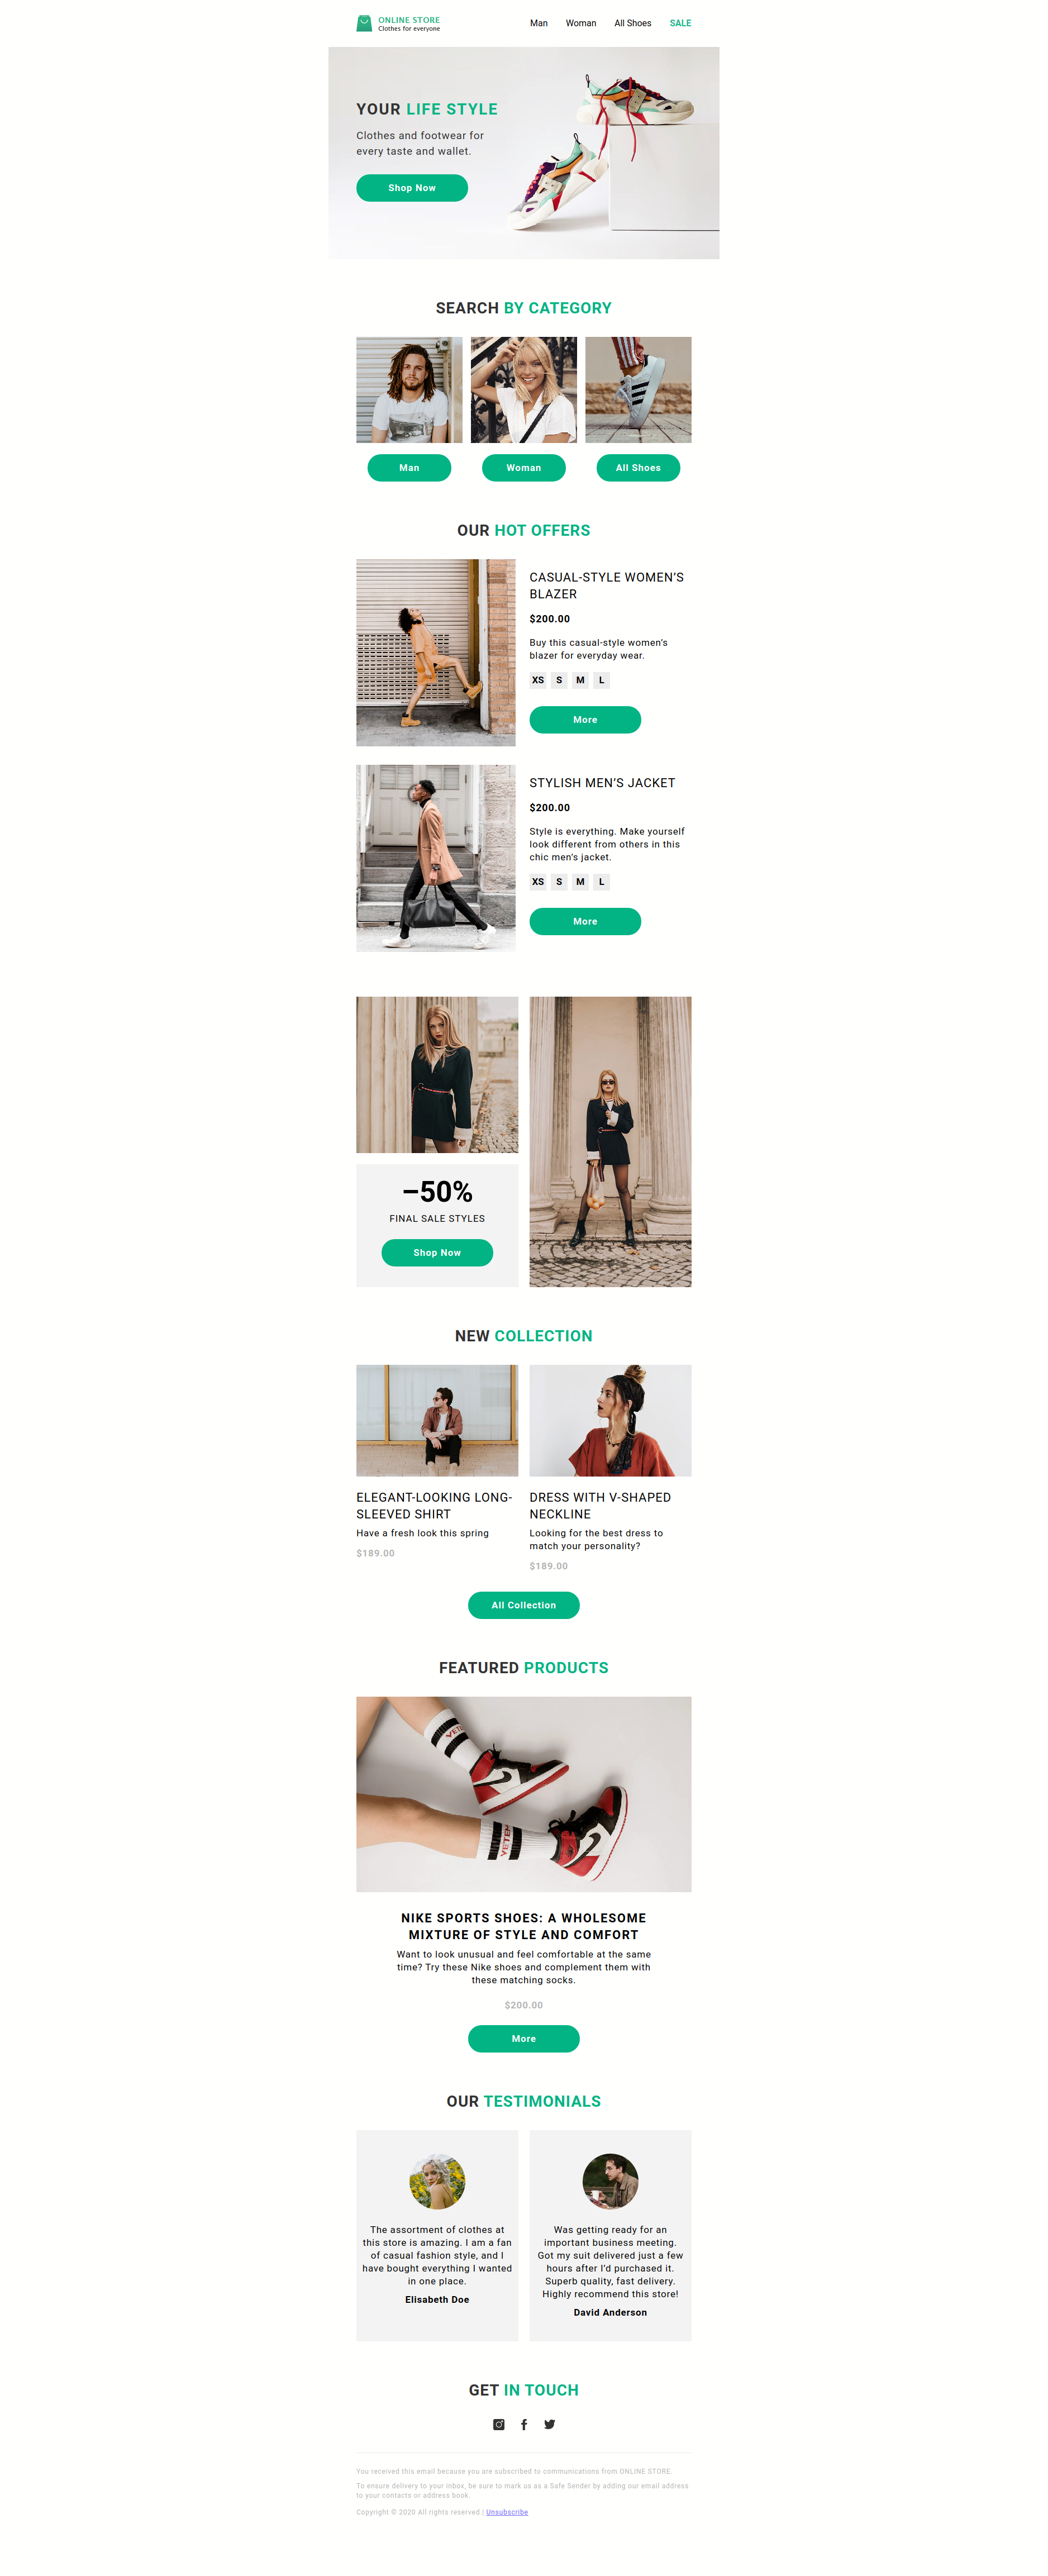 ONLINE STORE
Clothes for everyone
Man Woman All Shoes SALE
YOUR LIFE STYLE
Clothes and footwear for
every taste and wallet.
Shop Now
SEARCH BY CATEGORY
Man
Woman
All Shoes
OUR HOT OFFERS
CASUAL-STYLE WOMEN’S
BLAZER
$200.00
Buy this casual-style women’s
blazer for everyday wear.
XS S M L
More
STYLISH MEN’S JACKET
$200.00
Style is everything. Make yourself
look different from others in this
chic men’s jacket.
XS S M L
More
–50%
FINAL SALE STYLES
Shop Now
NEW COLLECTION
ELEGANT-LOOKING LONG-
SLEEVED SHIRT
Have a fresh look this spring
$189.00
DRESS WITH V-SHAPED
NECKLINE
Looking for the best dress to
match your personality?
$189.00
All Collection
FEATURED PRODUCTS
NIKE SPORTS SHOES: A WHOLESOME
MIXTURE OF STYLE AND COMFORT
Want to look unusual and feel comfortable at the same
time? Try these Nike shoes and complement them with
these matching socks.
$200.00
More
OUR TESTIMONIALS
The assortment of clothes at
this store is amazing. I am a fan
of casual fashion style, and I
have bought everything I wanted
in one place.
Elisabeth Doe
Was getting ready for an
important business meeting.
Got my suit delivered just a few
hours after I’d purchased it.
Superb quality, fast delivery.
Highly recommend this store!
David Anderson
GET IN TOUCH
You received this email because you are subscribed to communications from ONLINE STORE.
To ensure delivery to your inbox, be sure to mark us as a Safe Sender by adding our email address
to your contacts or address book.
Copyright © 2020 All rights reserved | Unsubscribe